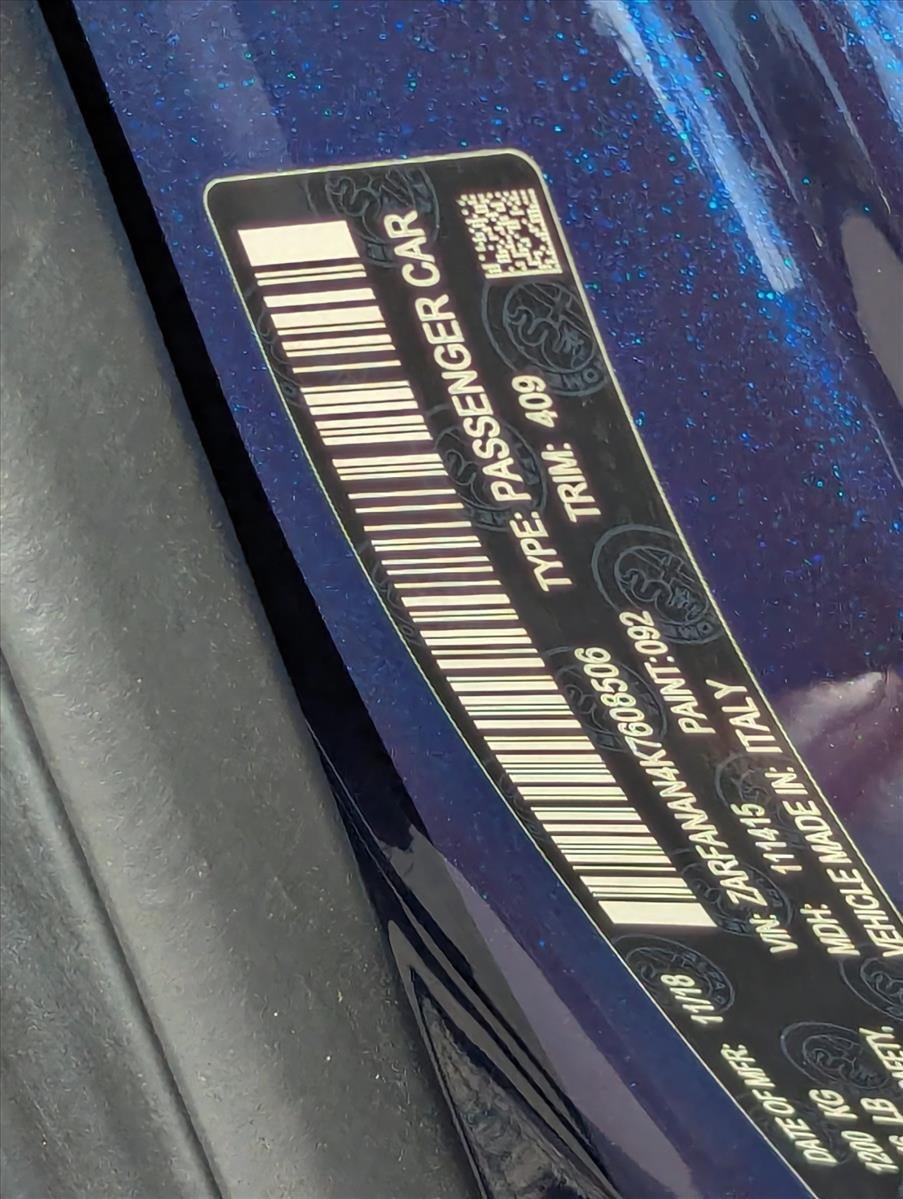 DATE OF MFR: 11/18
1200 KG
LB
VIN: ZARFANAN4K7608506
TYPE: PASSENGER CAR
MDH: 111415 PAINT:092 TRIM: 409
VEHICLE MADE IN: ITALY